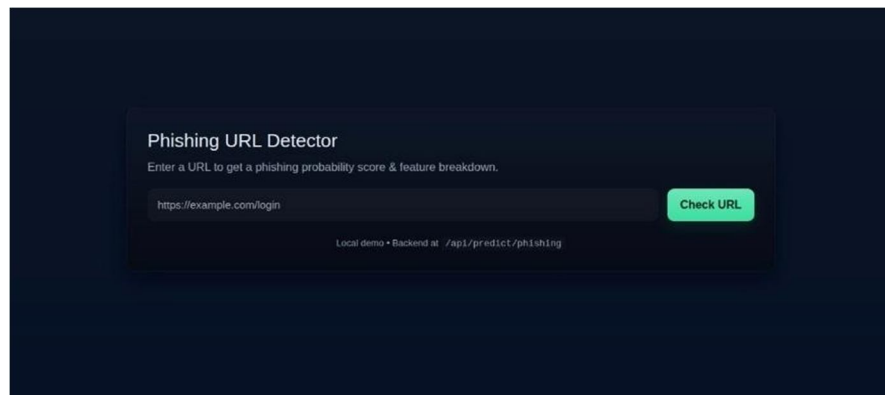 Phishing URL Detector
Enter a URL to get a phishing probability score & feature breakdown.
https://example.com/login
Check URL
Local demo • Backend at /api/predict/phishing